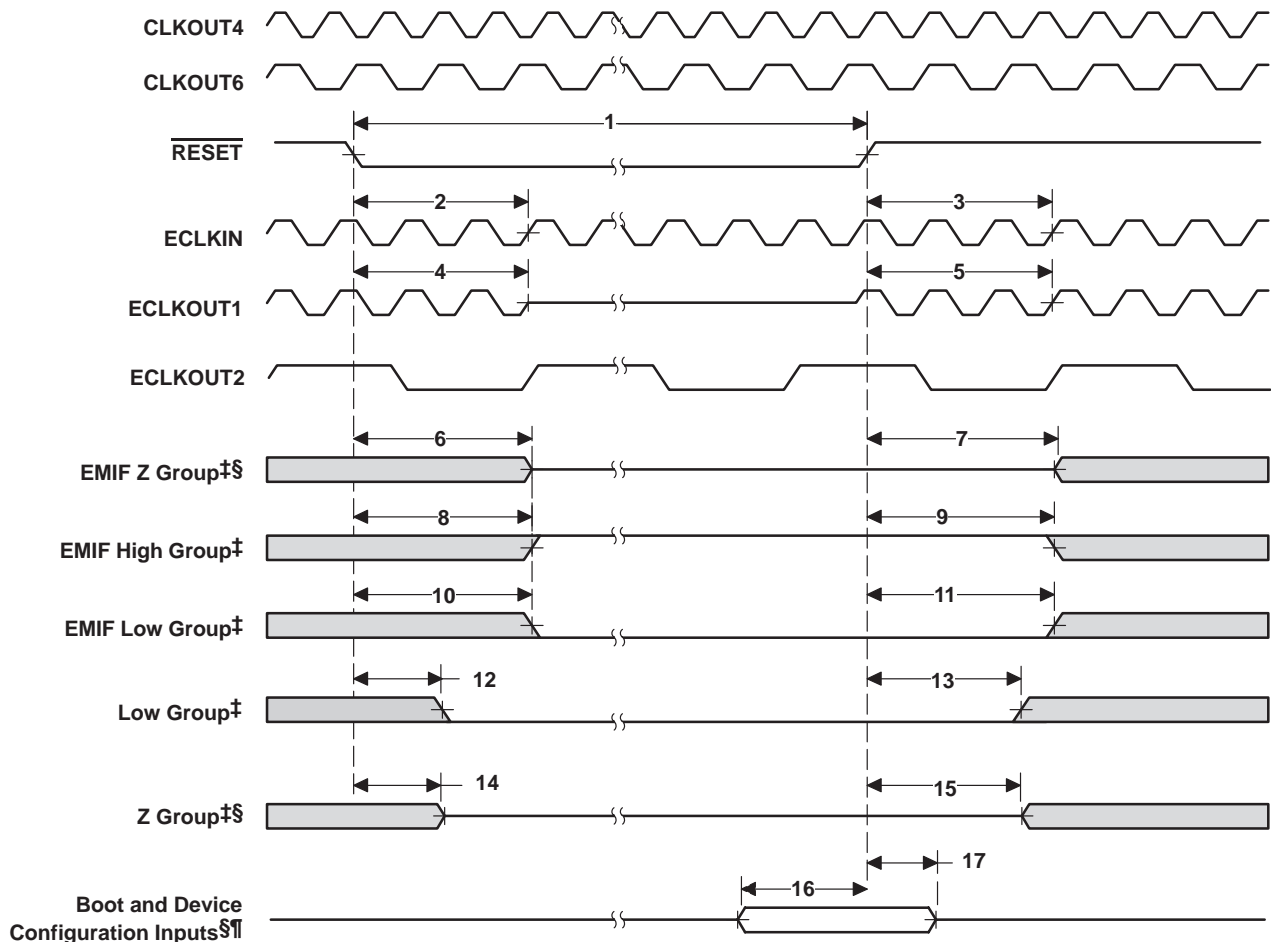 CLKOUT4
CLKOUT6
1
RESET
2
3
ECLKIN
4
5
ECLKOUT1
ECLKOUT2
6
7
EMIF Z Group‡§
8
9
EMIF High Group‡
10
11
EMIF Low Group‡
12
13
Low Group‡
14
15
Z Group‡§
17
16
Boot and Device
Configuration Inputs§¶